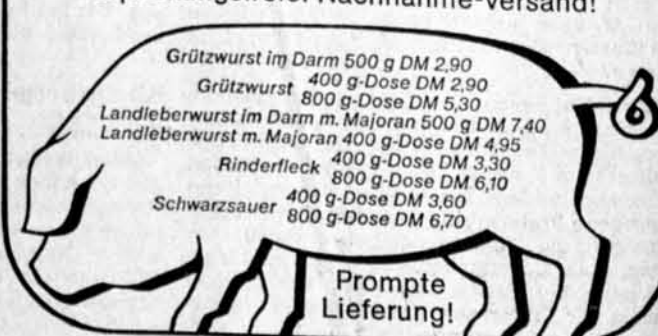 Nachnahme-Versand!
Grützwurst im Darm 500 g DM 2,90
Grützwurst 400 g-Dose DM 2,90
800 g-Dose DM 5,30
Landleberwurst im Darm m. Majoran 500 g DM 7,40
Landleberwurst m. Majoran 400 g-Dose DM 4,95
Rinderfleck 400 g-Dose DM 3,30
800 g-Dose DM 6,10
Schwarzsauer 400 g-Dose DM 3,60
800 g-Dose DM 6,70
Prompte
Lieferung!